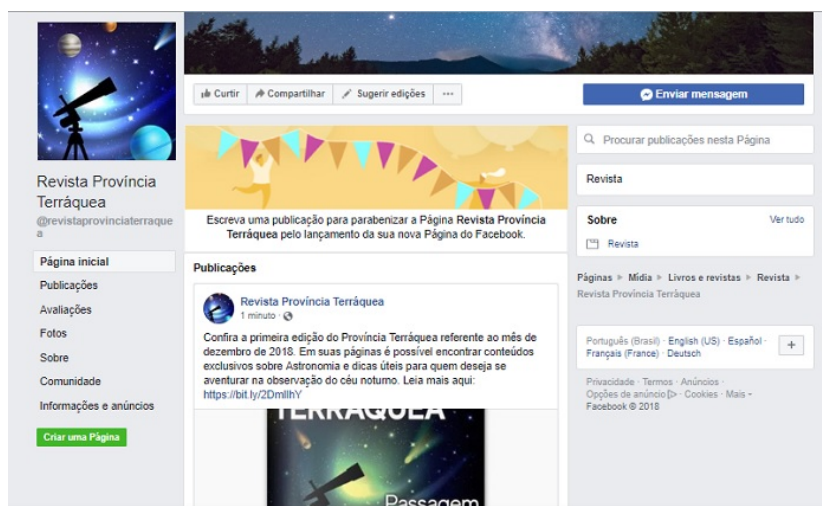 Revista Província
Terráquea
@revistaprovinciaterraque
a
Página inicial
Publicações
Avaliações
Fotos
Sobre
Comunidade
Informações e anúncios
Criar uma Página
Curtir Compartilhar Sugerir edições ...
Enviar mensagem
Escreva uma publicação para parabenizar a Página Revista Província
Terráquea pelo lançamento da sua nova Página do Facebook.
Publicações
Revista Província Terráquea
1 minuto ·
Confira a primeira edição do Província Terráquea referente ao mês de
dezembro de 2018. Em suas páginas é possível encontrar conteúdos
exclusivos sobre Astronomia e dicas úteis para quem deseja se
aventurar na observação do céu noturno. Leia mais aqui:
https://bit.ly/2DmIlhY
TERRÁQUEA
Passagem
Procurar publicações nesta Página
Revista
Sobre Ver tudo
Revista
Páginas ▶ Mídia ▶ Livros e revistas ▶ Revista ▶
Revista Província Terráquea
Português (Brasil) · English (US) · Español ·
Français (France) · Deutsch
+
Privacidade · Termos · Anúncios ·
Opções de anúncio · Cookies · Mais
Facebook © 2018